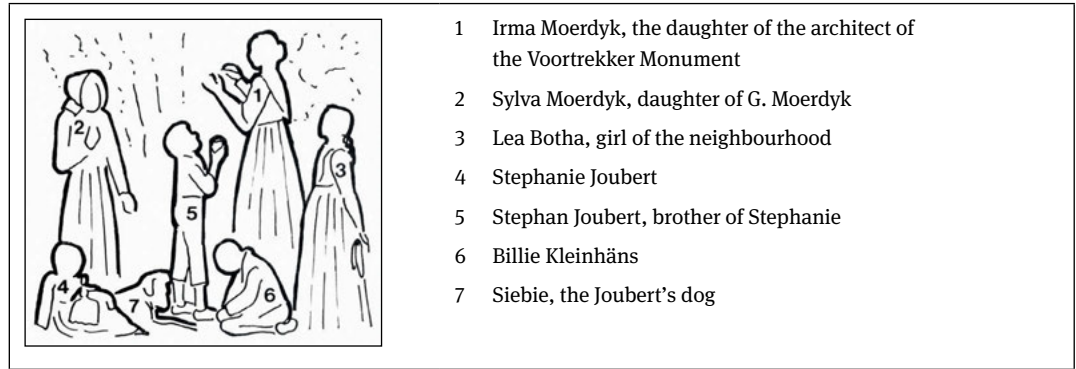 1 Irma Moerdyk, the daughter of the architect of
the Voortrekker Monument
2 Sylva Moerdyk, daughter of G. Moerdyk
3 Lea Botha, girl of the neighbourhood
4 Stephanie Joubert
5 Stephan Joubert, brother of Stephanie
6 Billie Kleinhäns
7 Siebie, the Joubert’s dog
1
2
3
5
4
7
6